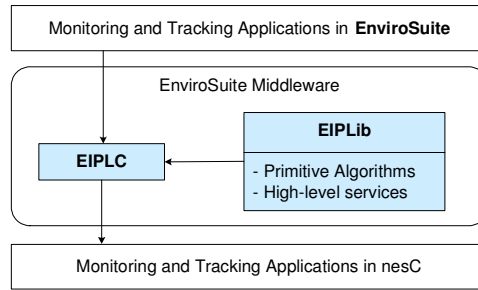 Monitoring and Tracking Applications in EnviroSuite
EnviroSuite Middleware
EIPLC
EIPLib
- Primitive Algorithms
- High-level services
Monitoring and Tracking Applications in nesC